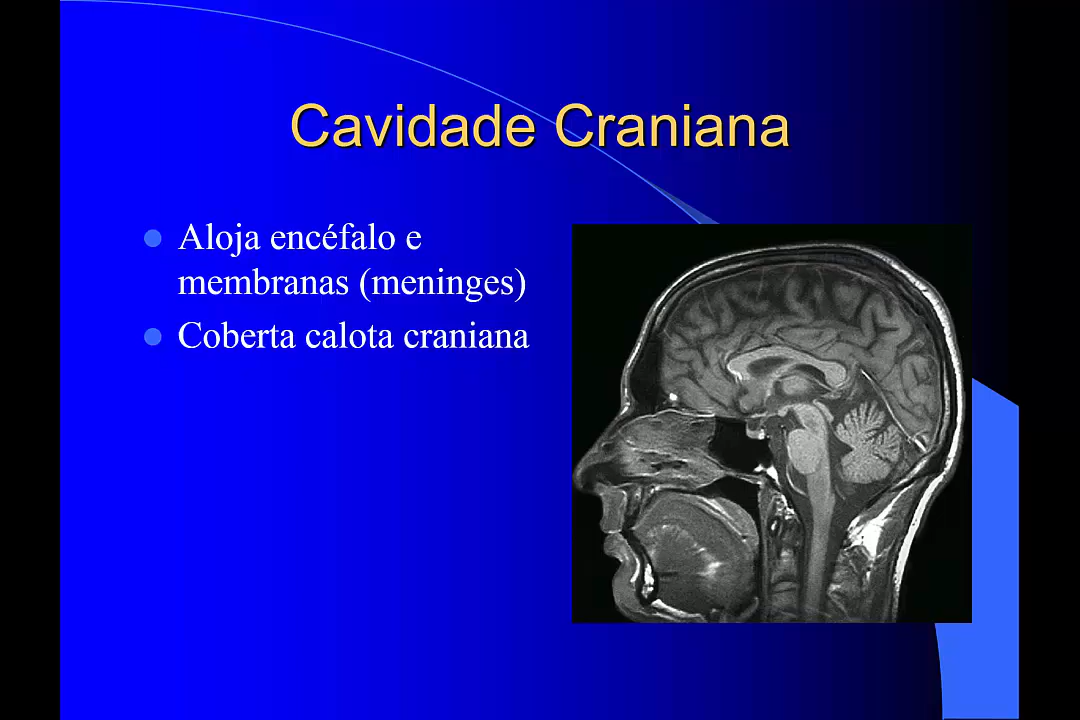 Cavidade Craniana
Aloja encéfalo e
membranas (meninges)
Coberta calota craniana